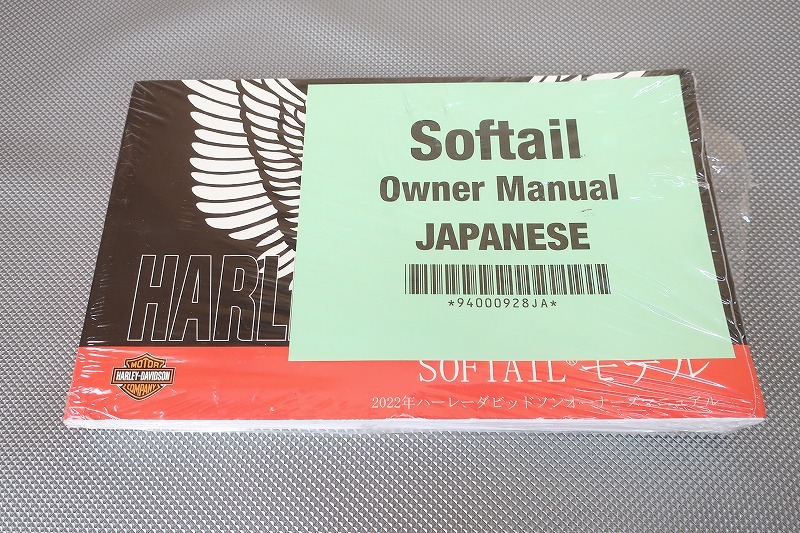 Softail
Owner Manual
JAPANESE
*94000928JA*
HARL
SOFTAIL® モデル
MOTOR
HARLEY-DAVIDSON
COMPANY
2022年ハーレーダビッドソンオーナーズマニュアル